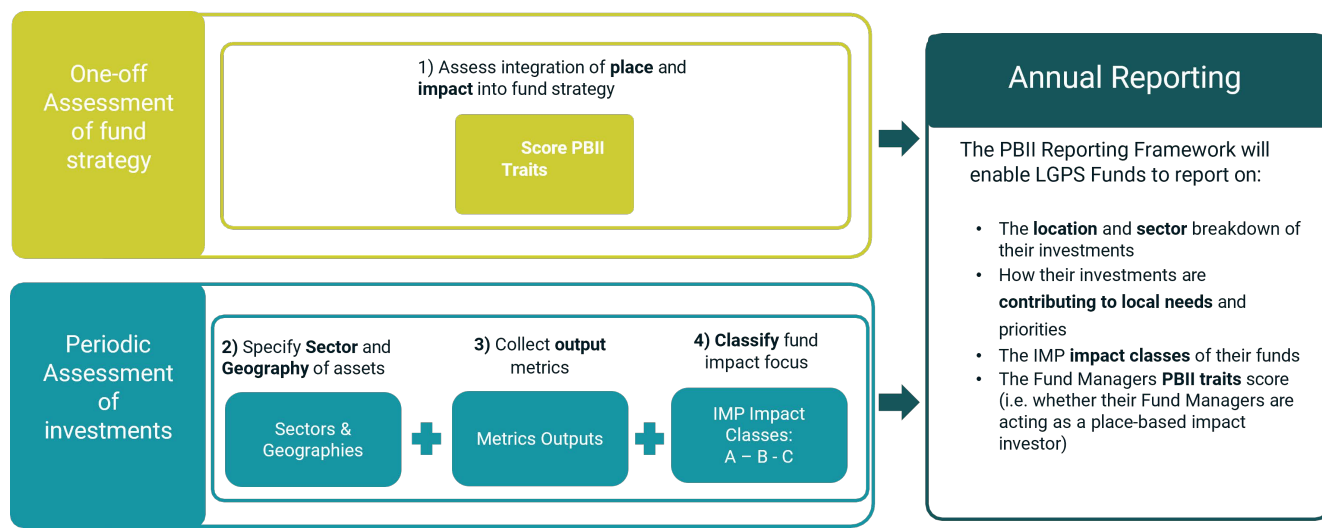 One-off
Assessment
of fund
strategy
1) Assess integration of place and
impact into fund strategy
Score PBII
Traits
Periodic
Assessment
of
investments
2) Specify Sector and
Geography of assets
Sectors &
Geographies
3) Collect output
metrics
Metrics Outputs
4) Classify fund
impact focus
IMP Impact
Classes:
A – B - C
Annual Reporting
The PBII Reporting Framework will
enable LGPS Funds to report on:
• The location and sector breakdown of
their investments
• How their investments are
contributing to local needs and
priorities
• The IMP impact classes of their funds
• The Fund Managers PBII traits score
(i.e. whether their Fund Managers are
acting as a place-based impact
investor)